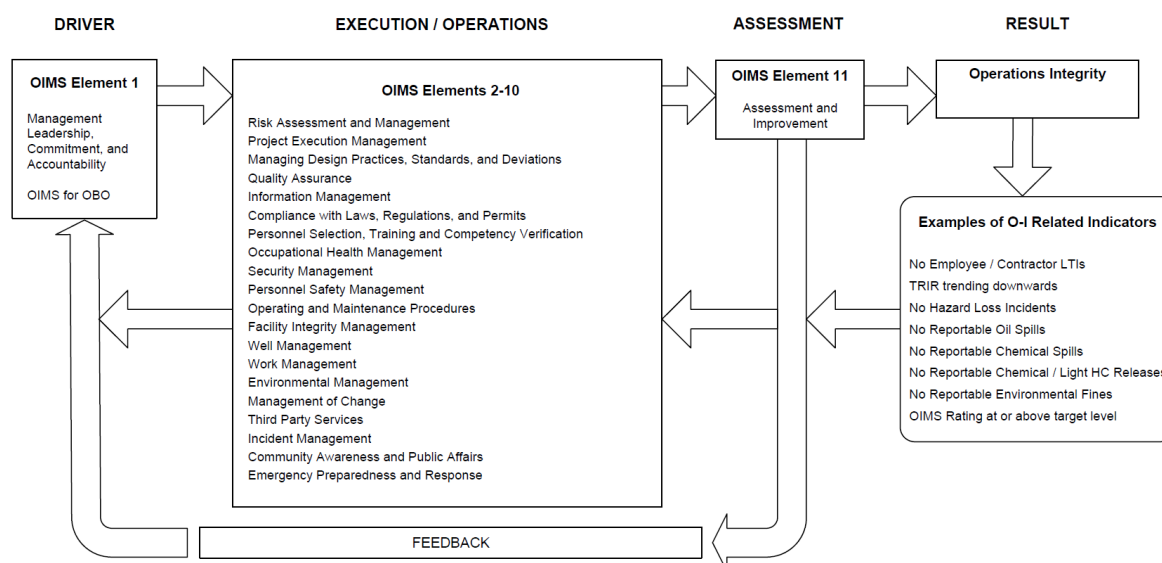 DRIVER
EXECUTION / OPERATIONS
ASSESSMENT
RESULT
OIMS Element 1
Management
Leadership,
Commitment, and
Accountability
OIMS for OBO
OIMS Elements 2-10
Risk Assessment and Management
Project Execution Management
Managing Design Practices, Standards, and Deviations
Quality Assurance
Information Management
Compliance with Laws, Regulations, and Permits
Personnel Selection, Training and Competency Verification
Occupational Health Management
Security Management
Personnel Safety Management
Operating and Maintenance Procedures
Facility Integrity Management
Well Management
Work Management
Environmental Management
Management of Change
Third Party Services
Incident Management
Community Awareness and Public Affairs
Emergency Preparedness and Response
OIMS Element 11
Assessment and
Improvement
Operations Integrity
Examples of O-I Related Indicators
No Employee / Contractor LTIs
TRIR trending downwards
No Hazard Loss Incidents
No Reportable Oil Spills
No Reportable Chemical Spills
No Reportable Chemical / Light HC Releases
No Reportable Environmental Fines
OIMS Rating at or above target level
FEEDBACK